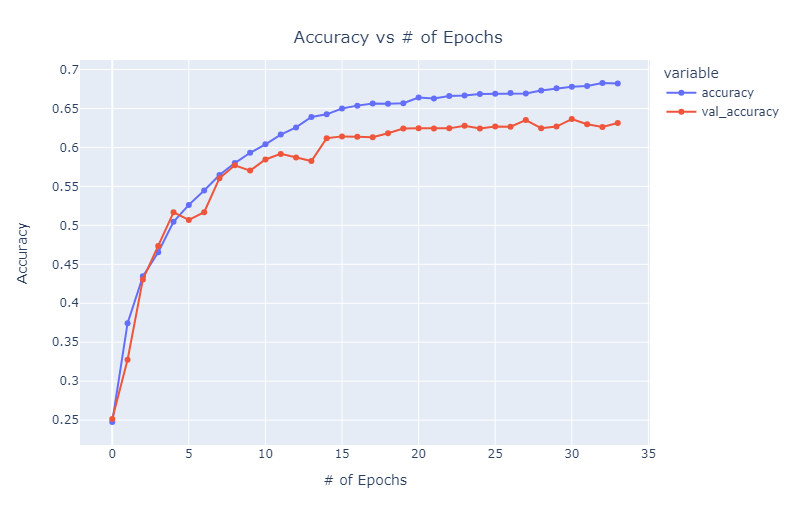 Accuracy vs # of Epochs
variable
accuracy
val_accuracy
0.7
0.65
0.6
0.55
0.5
0.45
0.4
0.35
0.3
0.25
Accuracy
0 5 10 15 20 25 30 35
# of Epochs